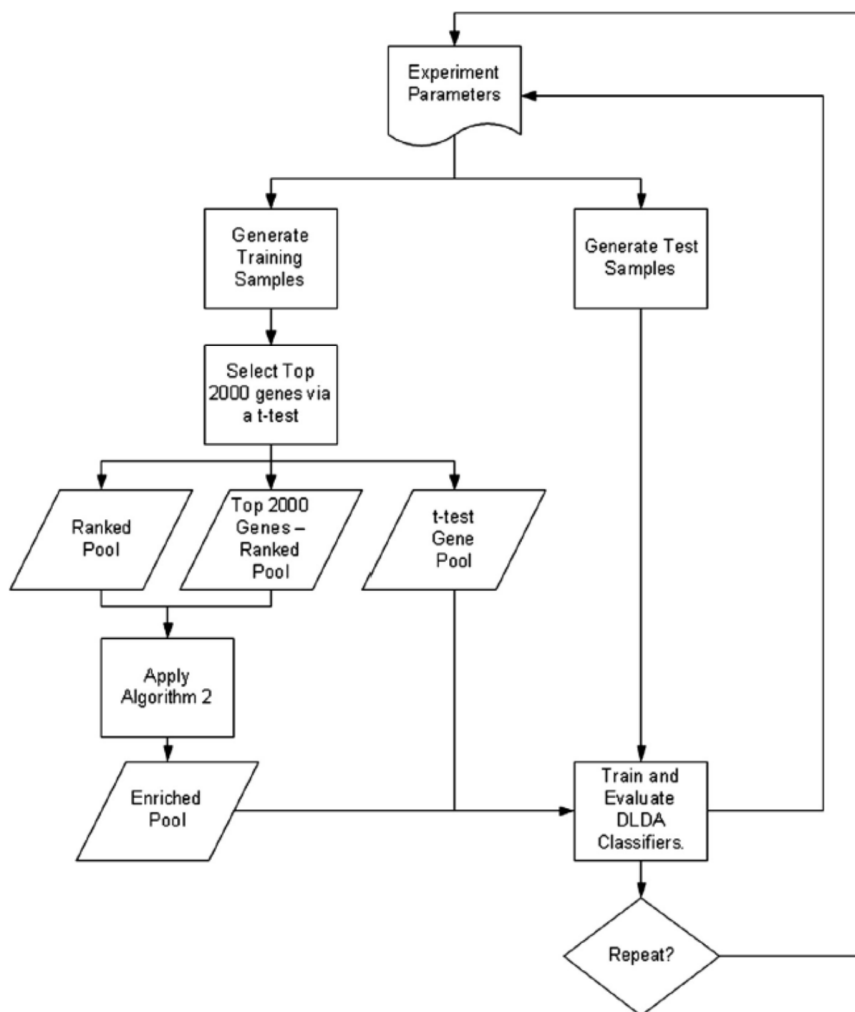 Experiment
Parameters
Generate
Training
Samples
Generate Test
Samples
Select Top
2000 genes via
a t-test
Ranked
Pool
Top 2000
Genes –
Ranked
Pool
t-test
Gene
Pool
Apply
Algorithm 2
Enriched
Pool
Train and
Evaluate
DLDA
Classifiers.
Repeat?